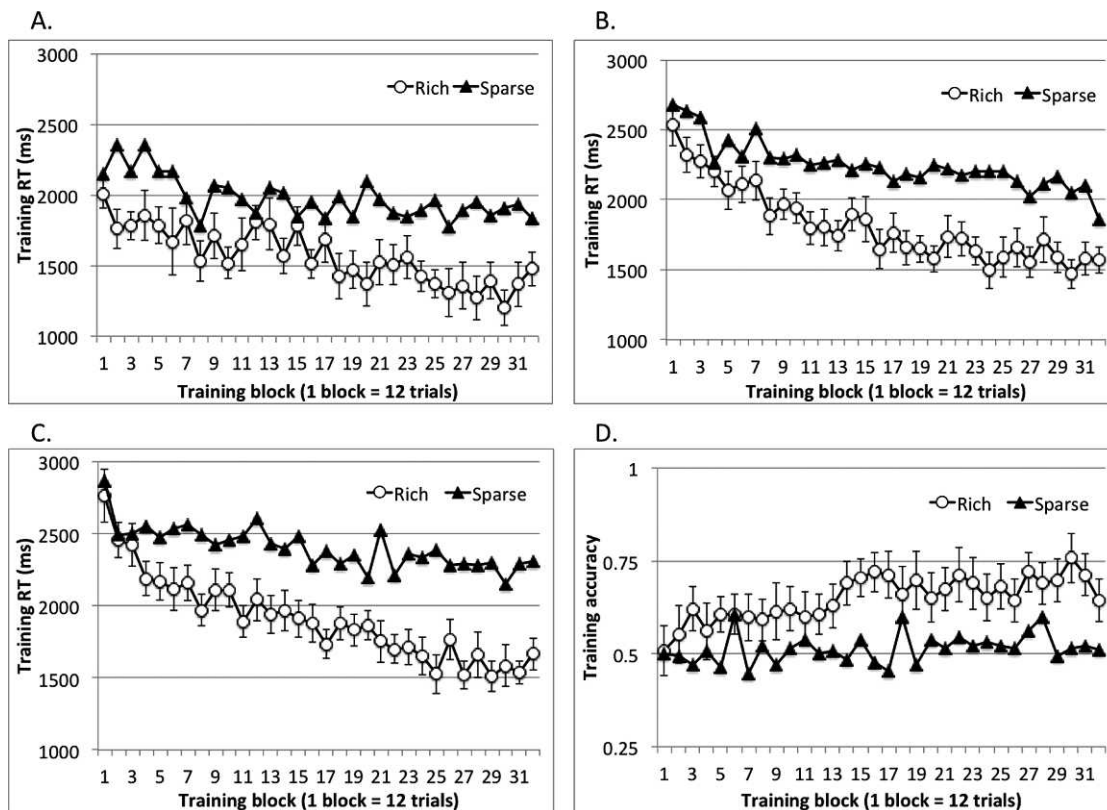 A.
3000
2500
2000
1500
1000
Training RT (ms)
Rich Sparse
1 3 5 7 9 11 13 15 17 19 21 23 25 27 29 31
Training block (1 block = 12 trials)
B.
3000
2500
2000
1500
1000
Training RT (ms)
Rich Sparse
1 3 5 7 9 11 13 15 17 19 21 23 25 27 29 31
Training block (1 block = 12 trials)
C.
3000
2500
2000
1500
1000
Training RT (ms)
Rich Sparse
1 3 5 7 9 11 13 15 17 19 21 23 25 27 29 31
Training block (1 block = 12 trials)
D.
1
0.75
0.5
0.25
Training accuracy
Rich Sparse
1 3 5 7 9 11 13 15 17 19 21 23 25 27 29 31
Training block (1 block = 12 trials)